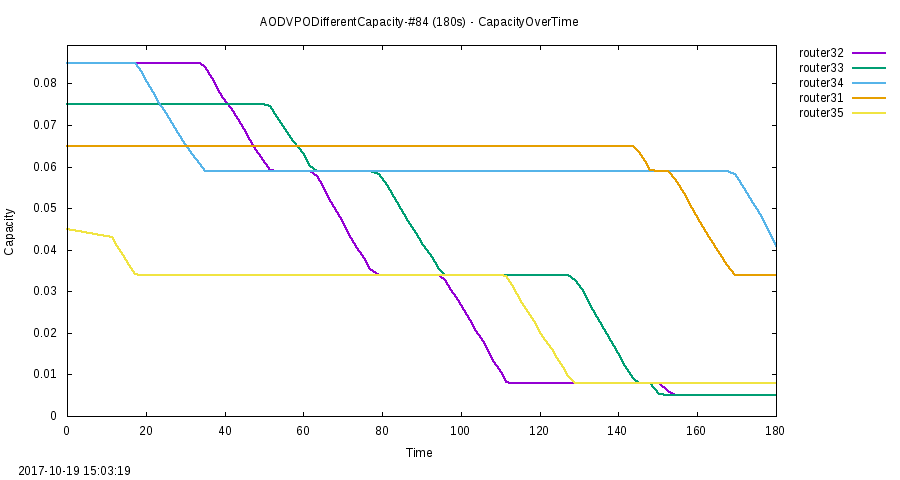 AODVPODifferentCapacity-#84 (180s) - CapacityOverTime
router32
router33
router34
router31
router35
0.08
0.07
0.06
0.05
0.04
0.03
0.02
0.01
0
Capacity
0 20 40 60 80 100 120 140 160 180
Time
2017-10-19 15:03:19